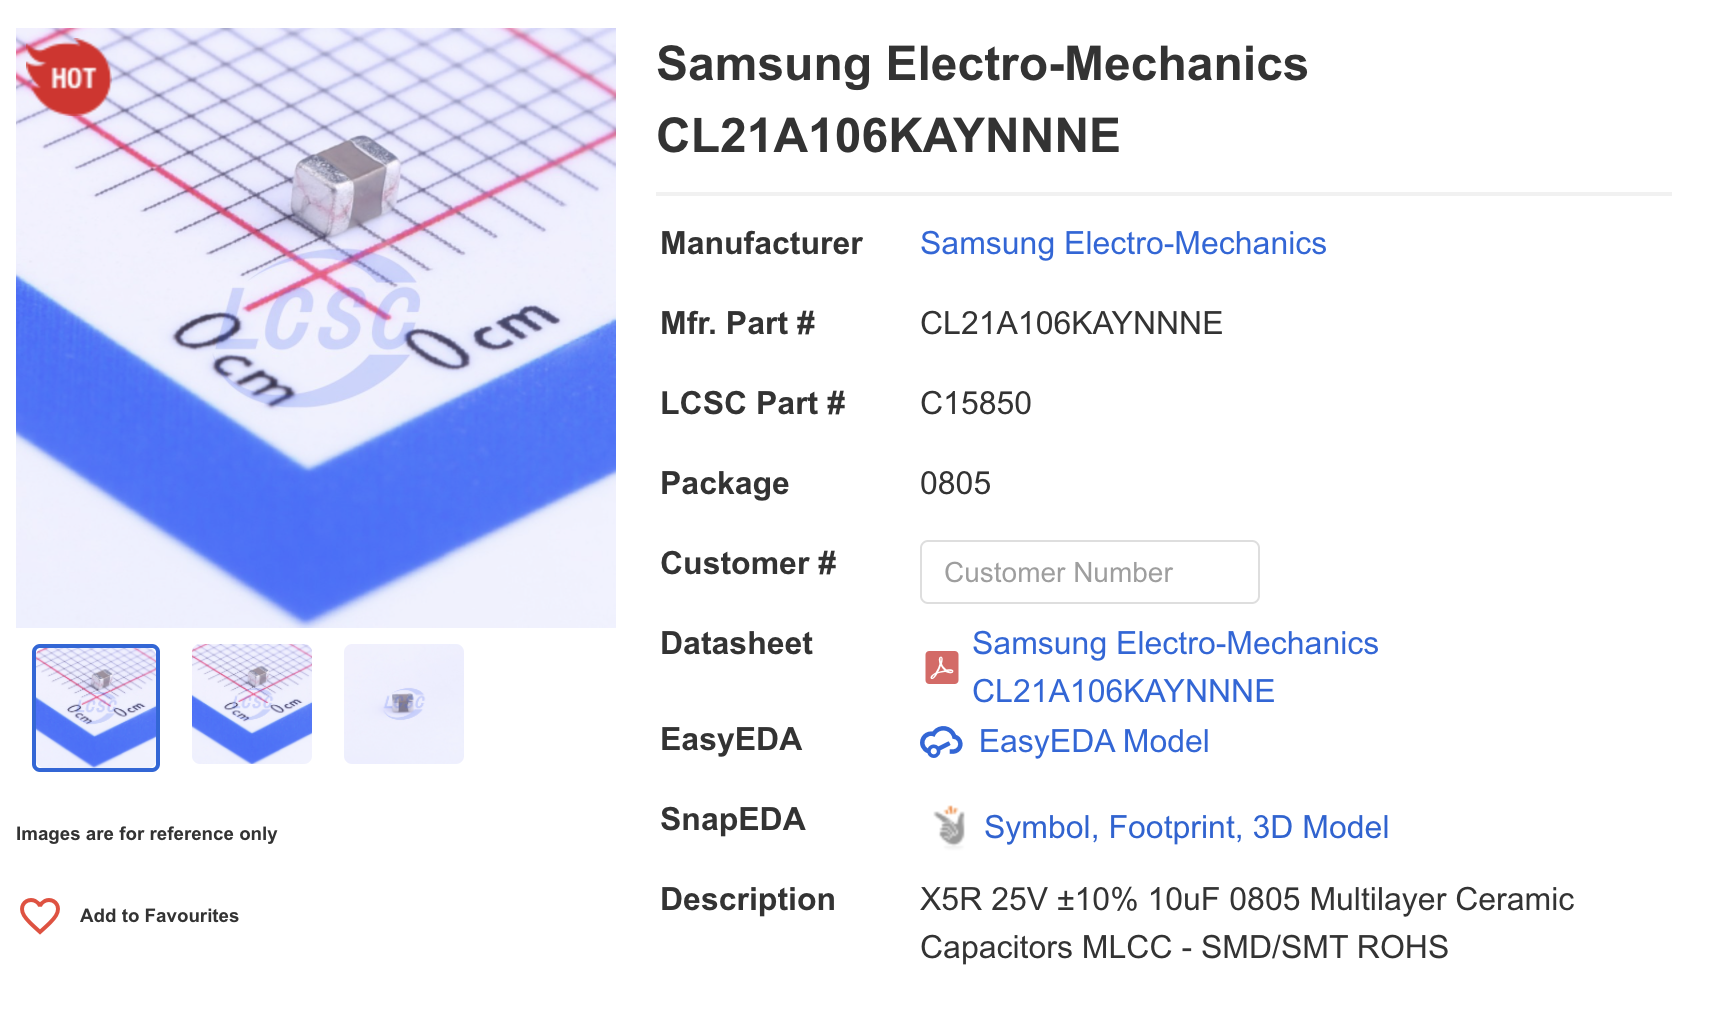 HOT
LCSC
0cm
0cm
Images are for reference only
Add to Favourites
Samsung Electro-Mechanics
CL21A106KAYNNNE
Manufacturer Samsung Electro-Mechanics
Mfr. Part # CL21A106KAYNNNE
LCSC Part # C15850
Package 0805
Customer # Customer Number
Datasheet Samsung Electro-Mechanics
CL21A106KAYNNNE
EasyEDA EasyEDA Model
SnapEDA Symbol, Footprint, 3D Model
Description X5R 25V ±10% 10uF 0805 Multilayer Ceramic
Capacitors MLCC - SMD/SMT ROHS